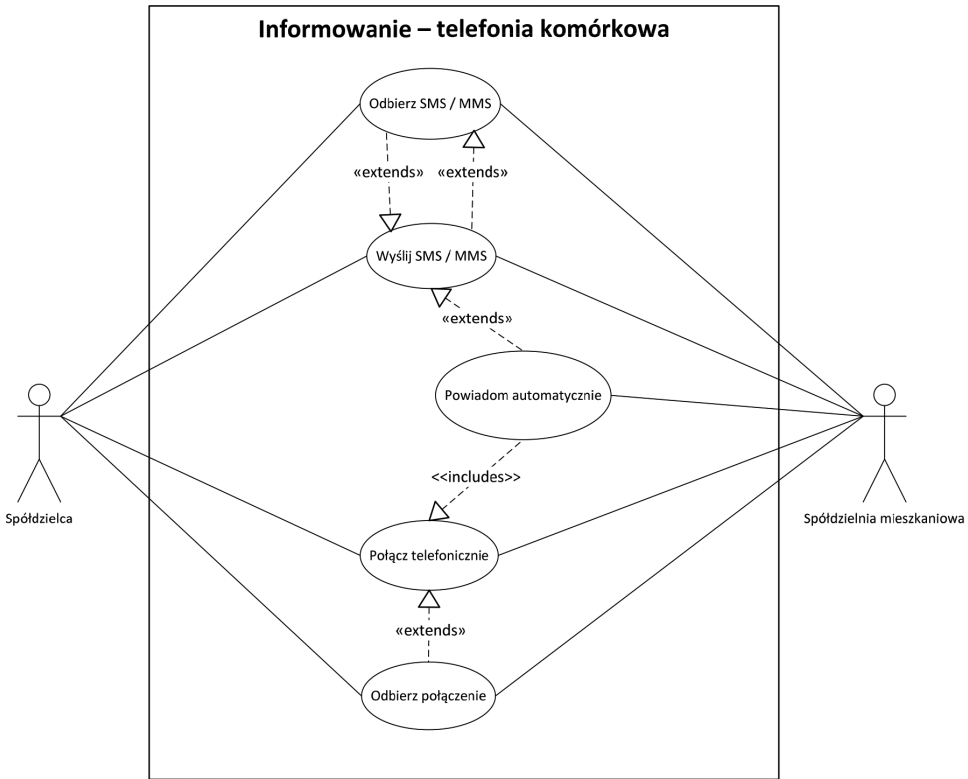 Informowanie – telefonia komórkowa
Odbierz SMS / MMS
«extends» «extends»
Wyślij SMS / MMS
«extends»
Powiadom automatycznie
<<includes>>
Spółdzielca
Spółdzielnia mieszkaniowa
Połącz telefonicznie
«extends»
Odbierz połączenie